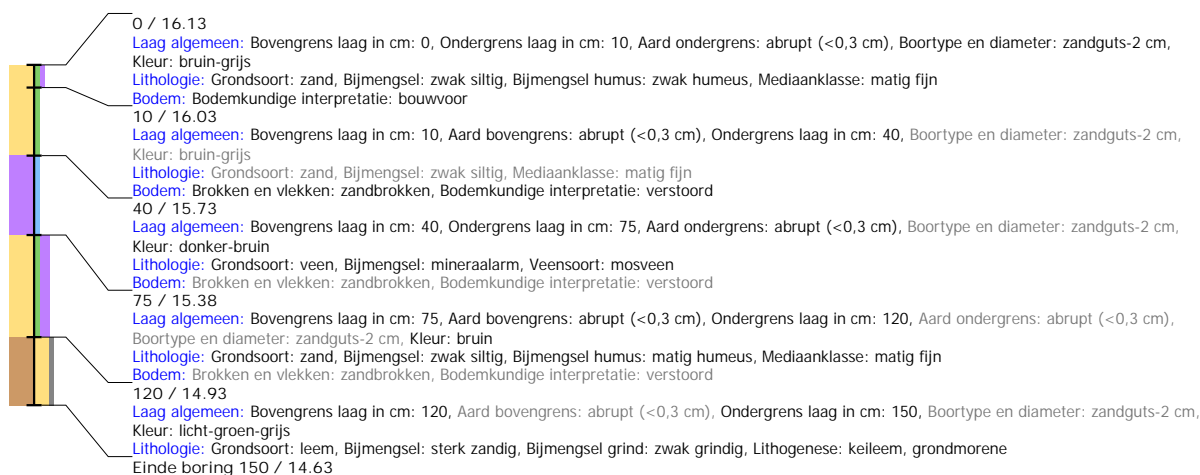 0 / 16.13
Laag algemeen: Bovengrens laag in cm: 0, Ondergrens laag in cm: 10, Aard ondergrens: abrupt (<0,3 cm), Boortype en diameter: zandguts-2 cm,
Kleur: bruin-grijs
Lithologie: Grondsoort: zand, Bijmengsel: zwak siltig, Bijmengsel humus: zwak humeus, Mediaanklasse: matig fijn
Bodem: Bodemkundige interpretatie: bouwvoor
10 / 16.03
Laag algemeen: Bovengrens laag in cm: 10, Aard bovengrens: abrupt (<0,3 cm), Ondergrens laag in cm: 40, Boortype en diameter: zandguts-2 cm,
Kleur: bruin-grijs
Lithologie: Grondsoort: zand, Bijmengsel: zwak siltig, Mediaanklasse: matig fijn
Bodem: Brokken en vlekken: zandbrokken, Bodemkundige interpretatie: verstoord
40 / 15.73
Laag algemeen: Bovengrens laag in cm: 40, Ondergrens laag in cm: 75, Aard ondergrens: abrupt (<0,3 cm), Boortype en diameter: zandguts-2 cm,
Kleur: donker-bruin
Lithologie: Grondsoort: veen, Bijmengsel: mineraalarm, Veensoort: mosveen
Bodem: Brokken en vlekken: zandbrokken, Bodemkundige interpretatie: verstoord
75 / 15.38
Laag algemeen: Bovengrens laag in cm: 75, Aard bovengrens: abrupt (<0,3 cm), Ondergrens laag in cm: 120, Aard ondergrens: abrupt (<0,3 cm),
Boortype en diameter: zandguts-2 cm, Kleur: bruin
Lithologie: Grondsoort: zand, Bijmengsel: zwak siltig, Bijmengsel humus: matig humeus, Mediaanklasse: matig fijn
Bodem: Brokken en vlekken: zandbrokken, Bodemkundige interpretatie: verstoord
120 / 14.93
Laag algemeen: Bovengrens laag in cm: 120, Aard bovengrens: abrupt (<0,3 cm), Ondergrens laag in cm: 150, Boortype en diameter: zandguts-2 cm,
Kleur: licht-groen-grijs
Lithologie: Grondsoort: leem, Bijmengsel: sterk zandig, Bijmengsel grind: zwak grindig, Lithogenese: keileem, grondmorene
Einde boring 150 / 14.63